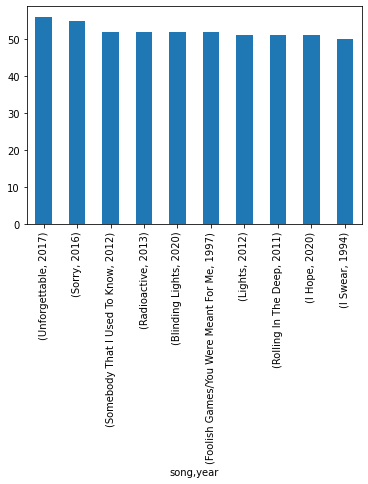 50
40
30
20
10
0
(Unforgettable, 2017)
(Sorry, 2016)
(Somebody That I Used To Know, 2012)
(Radioactive, 2013)
(Blinding Lights, 2020)
(Foolish Games/You Were Meant For Me, 1997)
(Lights, 2012)
(Rolling In The Deep, 2011)
(I Hope, 2020)
(I Swear, 1994)
song,year